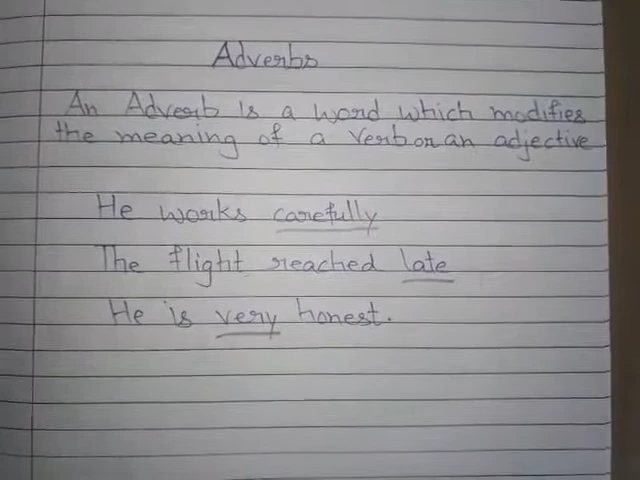 Adverbs
An Adverb is a word which modifies
the meaning of a verb or an adjective
He works carefully
The flight reached late
He is very honest.